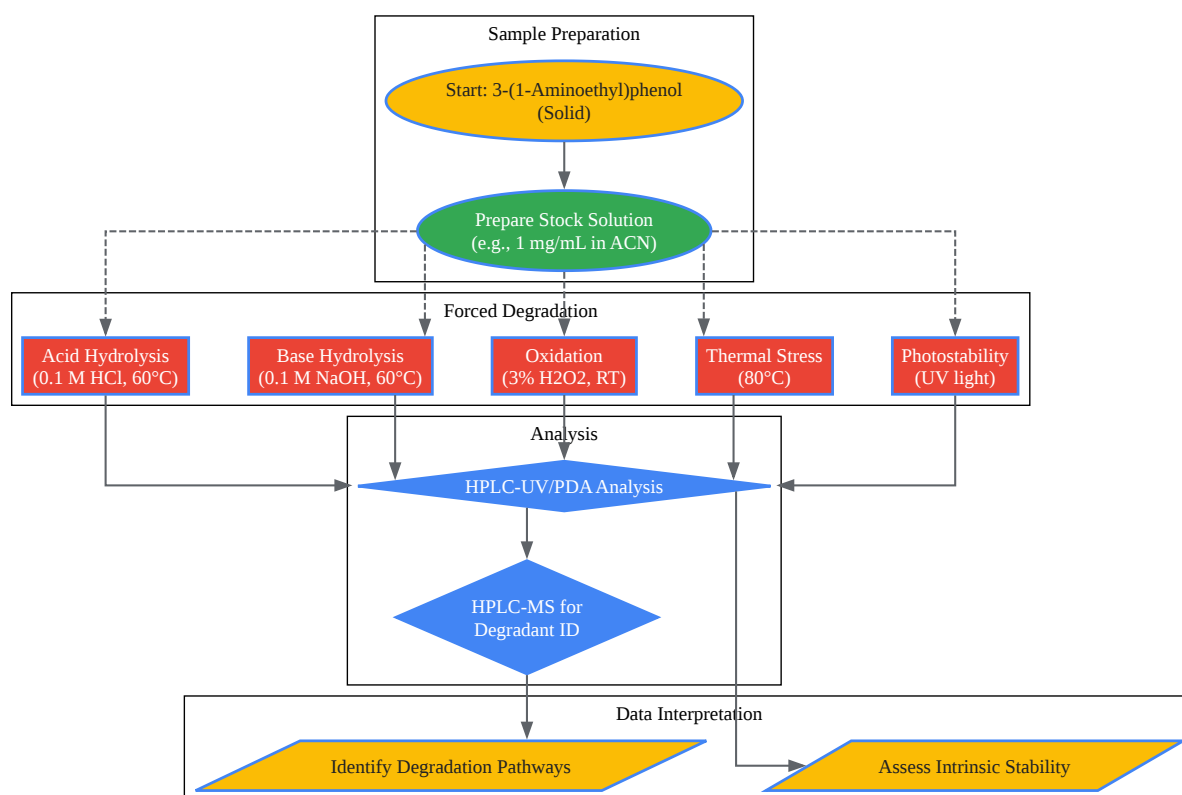 Sample Preparation
Start: 3-(1-Aminoethyl)phenol
(Solid)
Prepare Stock Solution
(e.g., 1 mg/mL in ACN)
Forced Degradation
Acid Hydrolysis
(0.1 M HCl, 60°C)
Base Hydrolysis
(0.1 M NaOH, 60°C)
Oxidation
(3% H2O2, RT)
Thermal Stress
(80°C)
Photostability
(UV light)
Analysis
HPLC-UV/PDA Analysis
HPLC-MS for
Degradant ID
Data Interpretation
Identify Degradation Pathways
Assess Intrinsic Stability